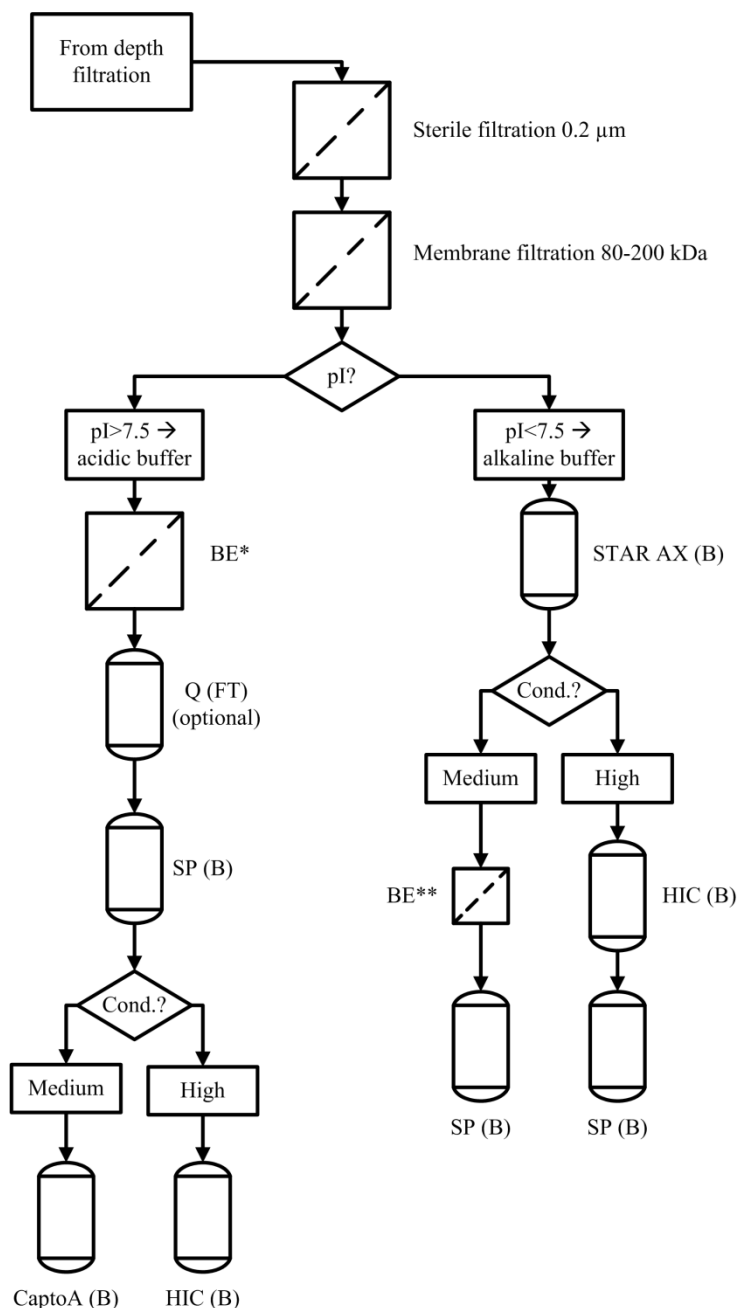 From depth
filtration
Sterile filtration 0.2 µm
Membrane filtration 80-200 kDa
pI?
pI>7.5 →
acidic buffer
pI<7.5 →
alkaline buffer
BE*
STAR AX (B)
Q (FT)
(optional)
Cond.?
Medium
High
SP (B)
BE**
HIC (B)
Cond.?
Medium
High
SP (B)
SP (B)
CaptoA (B)
HIC (B)